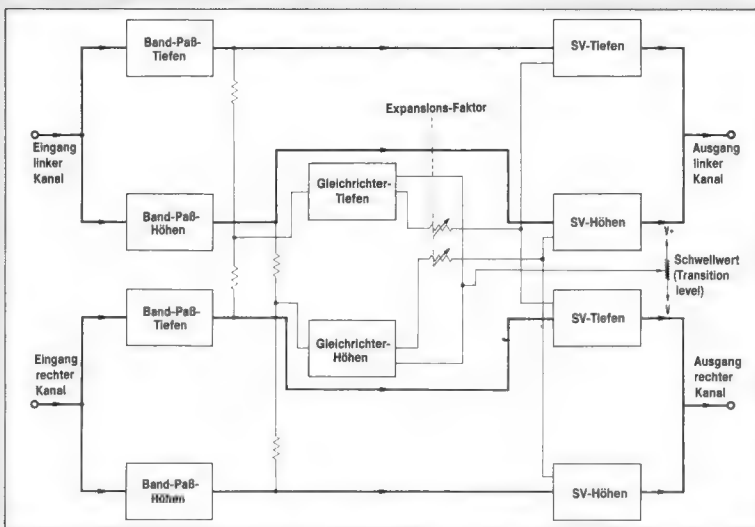 Band-Paß-
Tiefen
SV-Tiefen
Expansions-Faktor
Eingang
linker
Kanal
Ausgang
linker
Kanal
Gleichrichter-
Tiefen
Band-Paß-
Höhen
SV-Höhen
V+
Schwellwert
(Transition
level)
V
Band-Paß-
Tiefen
SV-Tiefen
Gleichrichter-
Höhen
Eingang
rechter
Kanal
Ausgang
rechter
Kanal
Band-Paß-
Höhen
SV-Höhen